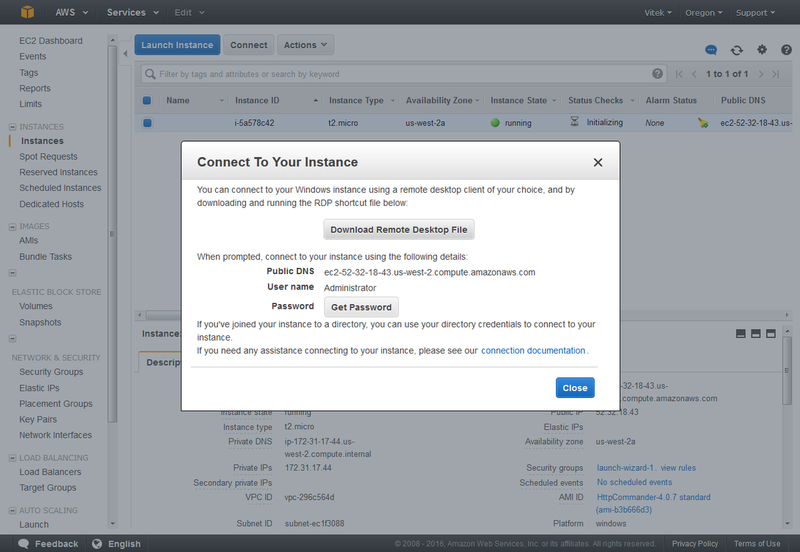 AWS Services Edit Vitek Oregon Support
EC2 Dashboard
Events
Tags
Reports
Limits
INSTANCES
Instances
Spot Requests
Reserved Instances
Scheduled Instances
Dedicated Hosts
IMAGES
AMIs
Bundle Tasks
ELASTIC BLOCK STORE
Volumes
Snapshots
NETWORK & SECURITY
Security Groups
Elastic IPs
Placement Groups
Key Pairs
Network Interfaces
LOAD BALANCING
Load Balancers
Target Groups
AUTO SCALING
Launch
Launch Instance Connect Actions
Filter by tags and attributes or search by keyword 1 to 1 of 1
Name Instance ID Instance Type Availability Zone Instance State Status Checks Alarm Status Public DNS
i-5a578c42 t2.micro us-west-2a running Initializing None ec2-52-32-18-43.us-
Connect To Your Instance
You can connect to your Windows instance using a remote desktop client of your choice, and by
downloading and running the RDP shortcut file below:
Download Remote Desktop File
When prompted, connect to your instance using the following details:
Public DNS ec2-52-32-18-43.us-west-2.compute.amazonaws.com
User name Administrator
Password Get Password
If you've joined your instance to a directory, you can use your directory credentials to connect to your
instance.
If you need any assistance connecting to your instance, please see our connection documentation.
Close
Instance:
Descript
-52-32-18-43.us-
compute.amazonaws.com
Instance state running Public IP 52.32.18.43
Instance type t2.micro Elastic IPs
Private DNS ip-172-31-17-44.us-
west-2.compute.internal
Availability zone us-west-2a
Private IPs 172.31.17.44 Security groups launch-wizard-1. view rules
Secondary private IPs Scheduled events No scheduled events
VPC ID vpc-296c564d AMI ID HttpCommander-4.0.7 standard
(ami-b3b666d3)
Subnet ID subnet-ec1f3088 Platform windows
Feedback English © 2008 - 2016, Amazon Web Services, Inc. or its affiliates. All rights reserved. Privacy Policy Terms of Use